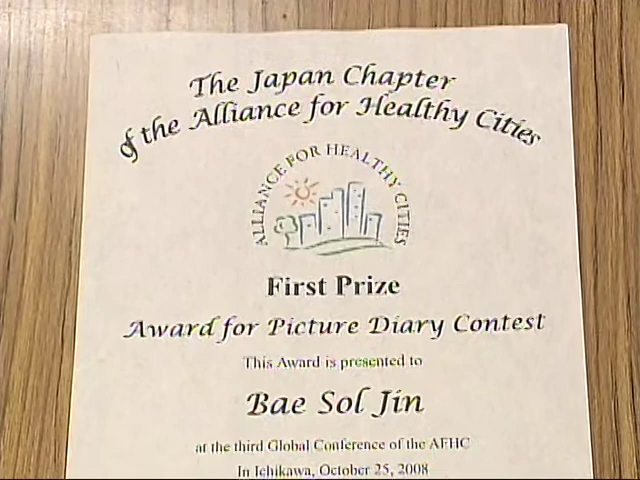 The Japan Chapter
of the Alliance for Healthy Cities
ALLIANCE FOR HEALTHY CITIES
First Prize
Award for Picture Diary Contest
This Award is presented to
Bae Sol Jin
at the third Global Conference of the AFHC
In Ichikawa, October 25, 2008